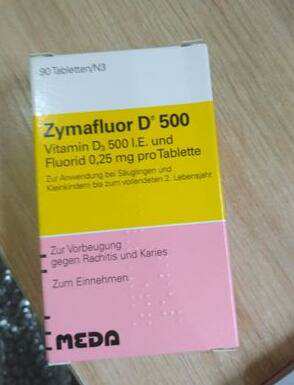 90 Tabletten/N3
Zymafluor D® 500
Vitamin D₃ 500 I.E. und
Fluorid 0,25 mg pro Tablette
Zur Anwendung bei Säuglingen und
Kleinkindern bis zum vollendeten 2. Lebensjahr
Zur Vorbeugung
gegen Rachitis und Karies
Zum Einnehmen
MEDA